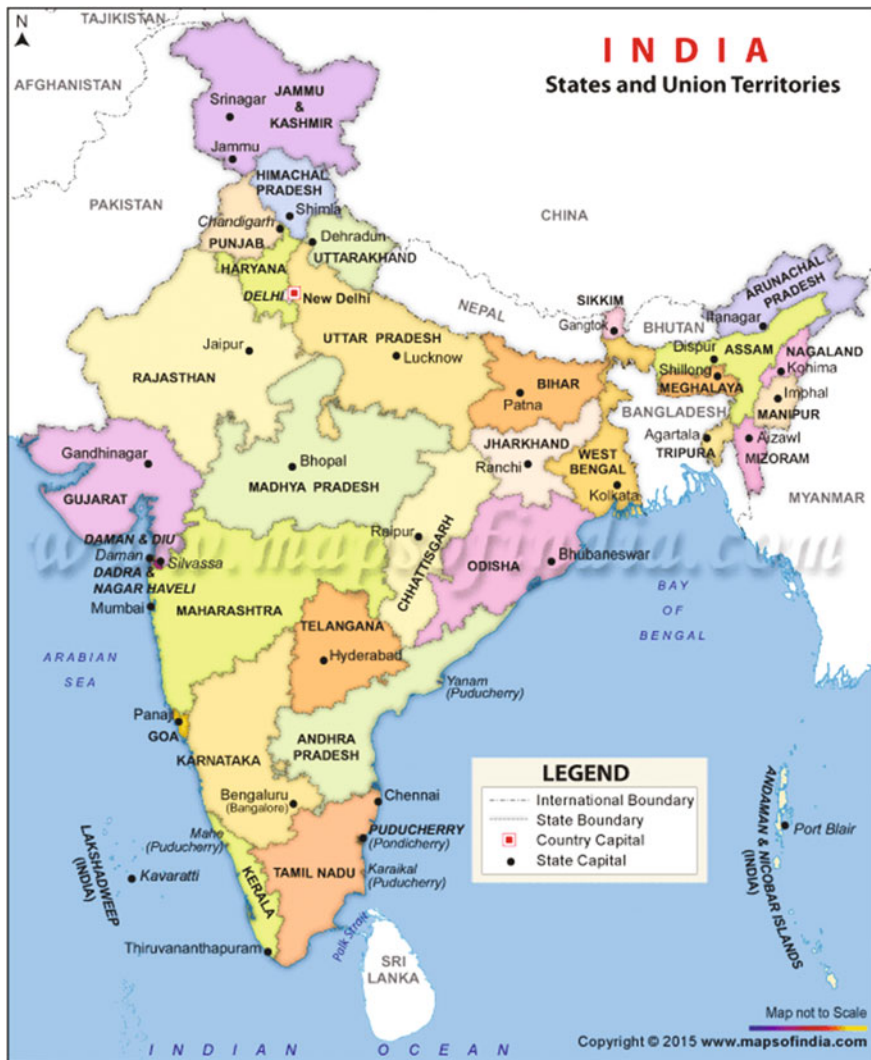 N
TAJIKISTAN
INDIA
States and Union Territories
AFGHANISTAN
JAMMU
&
KASHMIR
Srinagar
Jammu
HIMACHAL
PRADESH
PAKISTAN
Shimla
CHINA
Chandigarh
PUNJAB
Dehradun
UTTARAKHAND
HARYANA
DELHI
New Delhi
ARUNACHAL
PRADESH
NEPAL
SIKKIM
Gangtok
BHUTAN
Itanagar
Jaipur
UTTAR PRADESH
Lucknow
RAJASTHAN
Dispur
ASSAM
NAGALAND
Shillong
Kohima
BIHAR
MEGHALAYA
Patna
Imphal
BANGLADESH
MANIPUR
JHARKHAND
Agartala
Aizawl
Gandhinagar
WEST
BENGAL
TRIPURA
MIZORAM
Bhopal
Ranchi
MADHYA PRADESH
Kolkata
GUJARAT
MYANMAR
Raipur
DAMAN & DIU
Daman
Silvassa
www.mapsofindia.com
Bhubaneswar
ODISHA
CHHATTISGARH
DADRA &
NAGAR HAVELI
BAY
OF
BENGAL
Mumbai
MAHARASHTRA
TELANGANA
ARABIAN
SEA
Hyderabad
Yanam
(Puducherry)
Panaji
GOA
KARNATAKA
ANDHRA
PRADESH
LEGEND
International Boundary
State Boundary
Country Capital
State Capital
Bengaluru
(Bangalore)
Chennai
Mahe
(Puducherry)
PUDUCHERRY
(Pondicherry)
ANDAMAN & NICOBAR ISLANDS
(INDIA)
Port Blair
LAKSHADWEEP
(INDIA)
Kavaratti
KERALA
TAMIL NADU
Karaikal
(Puducherry)
Thiruvananthapuram
Palk Strait
SRI
LANKA
Map not to Scale
Copyright © 2015 www.mapsofindia.com
INDIAN OCEAN